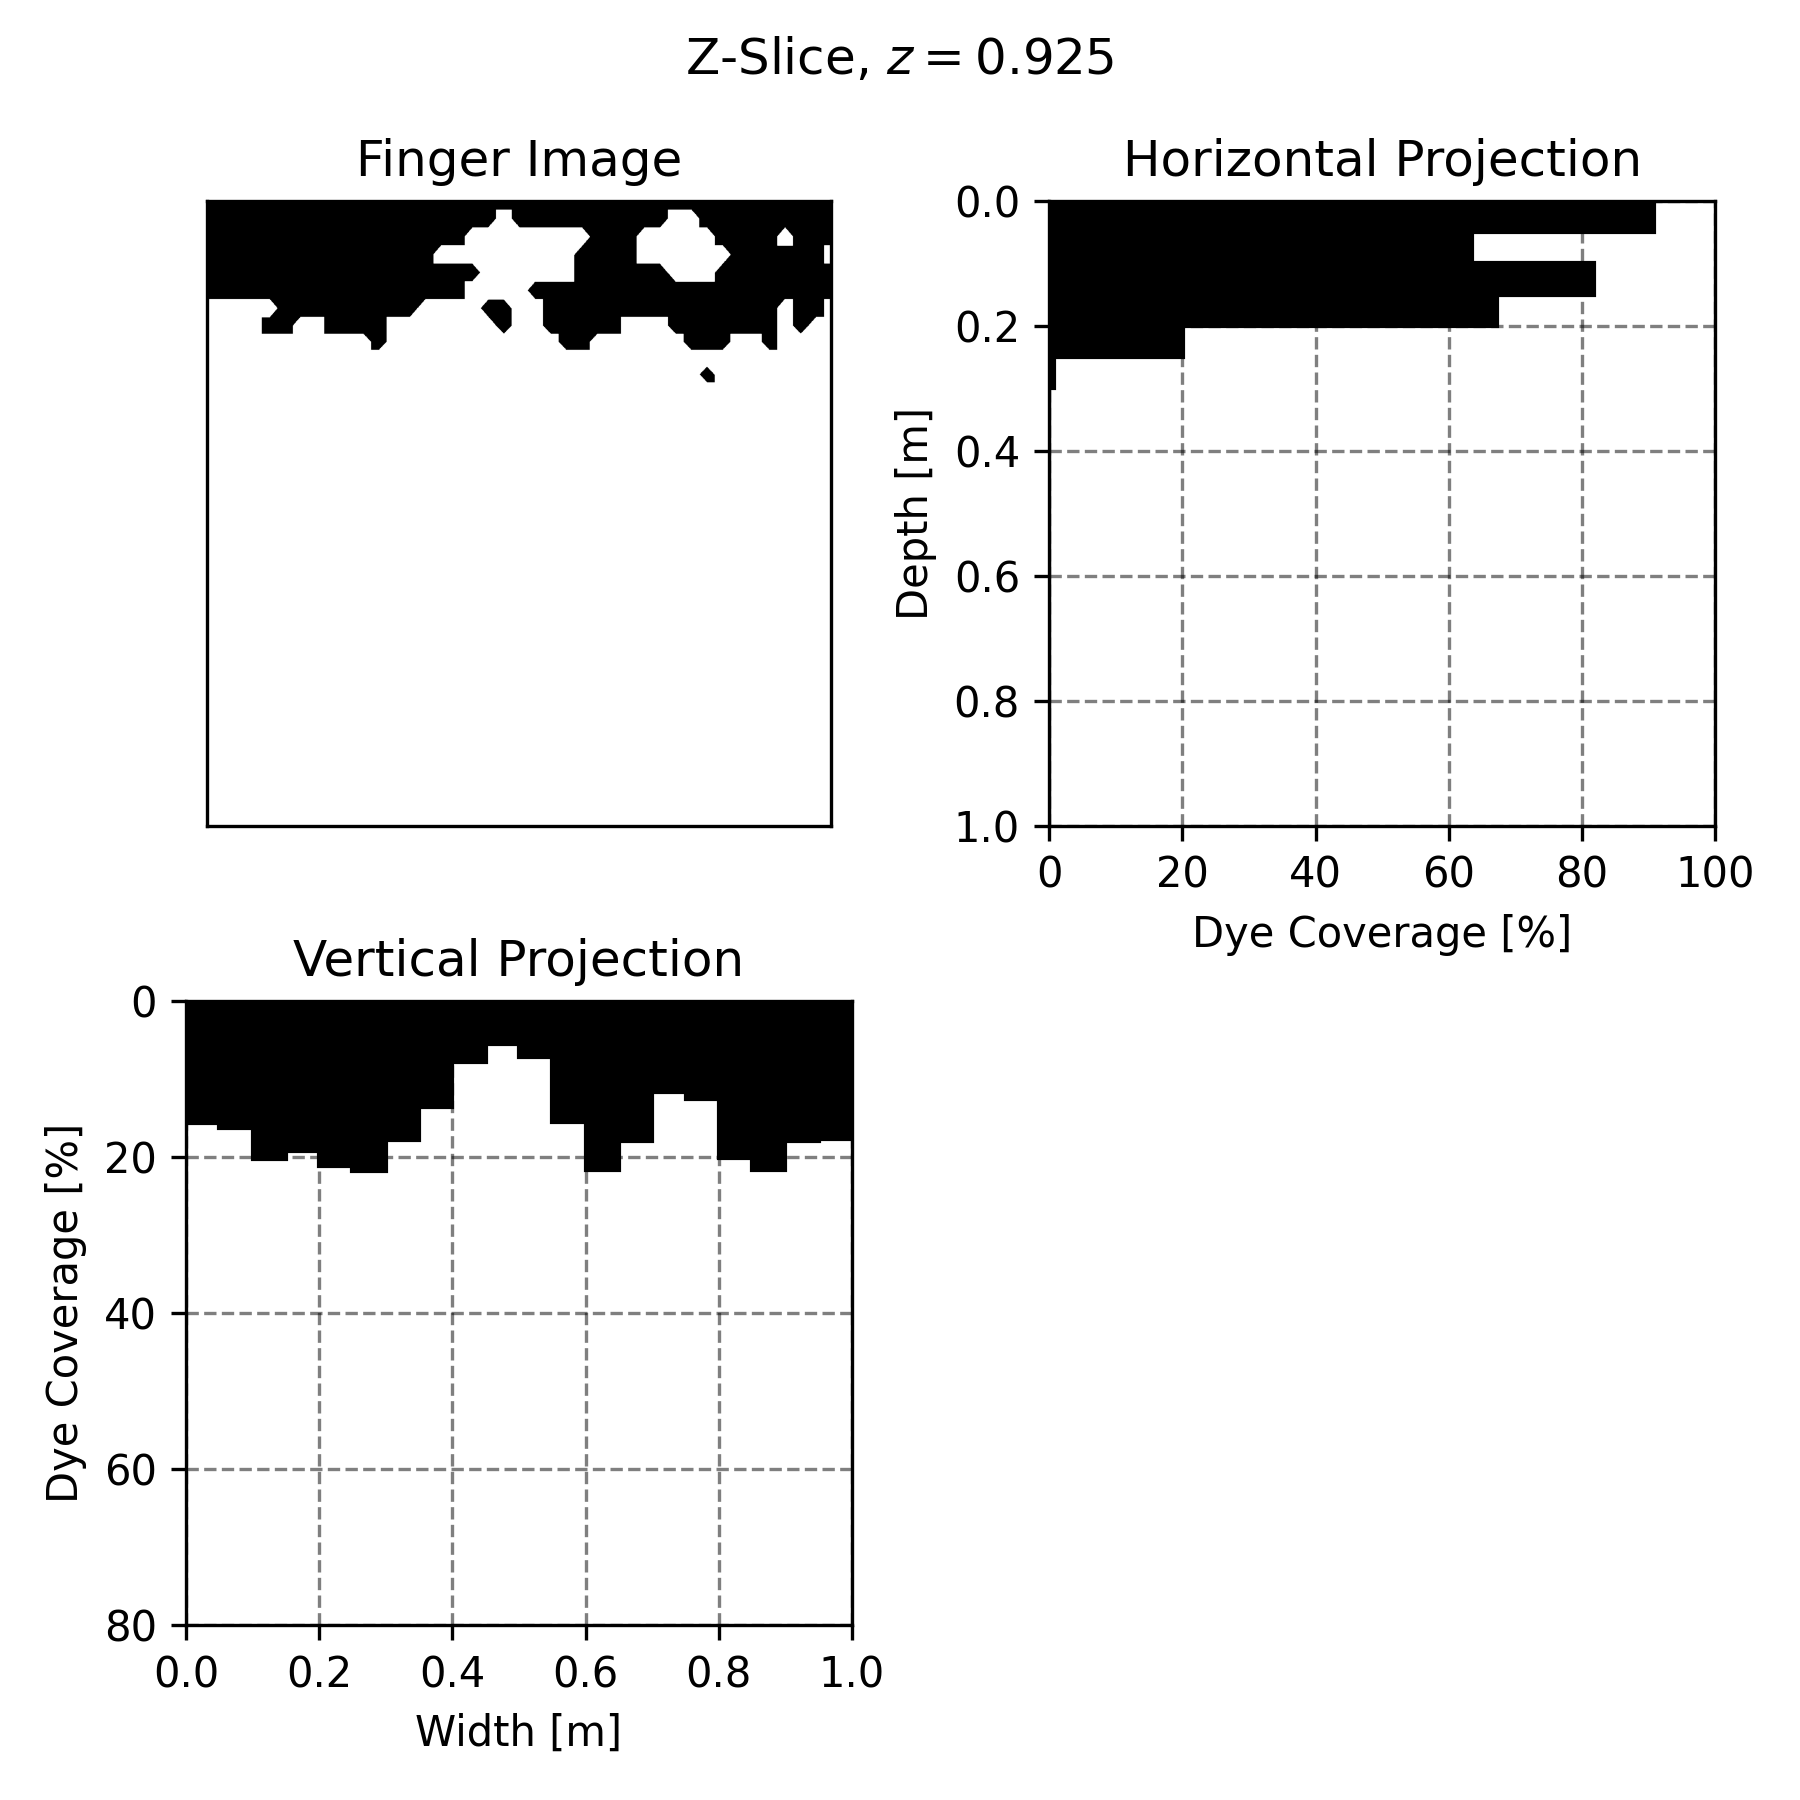 Z-Slice, z = 0.925
Finger Image
Horizontal Projection
0.0
0.2
0.4
0.6
0.8
1.0
Depth [m]
0 20 40 60 80 100
Dye Coverage [%]
Vertical Projection
0
20
40
60
80
Dye Coverage [%]
0.0 0.2 0.4 0.6 0.8 1.0
Width [m]